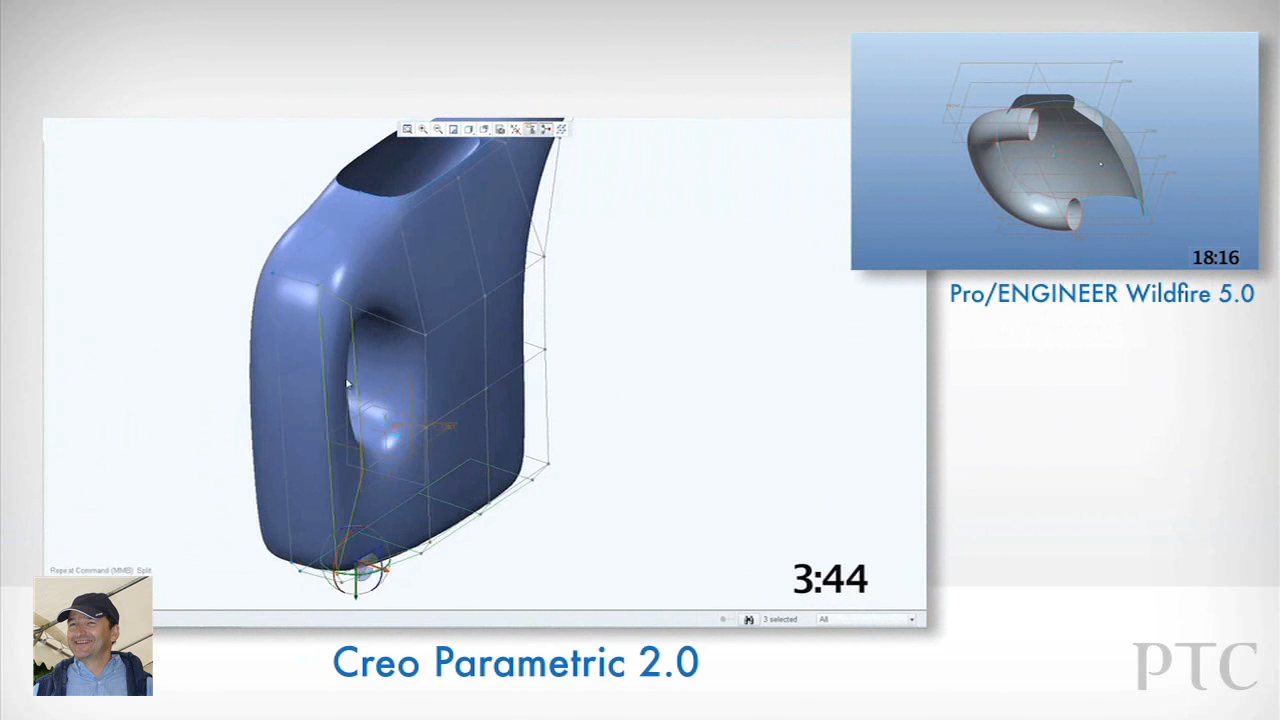 18:16
Pro/ENGINEER Wildfire 5.0
Repeat Command (MMB): Split
3:44
3 selected
All
Creo Parametric 2.0
PTC